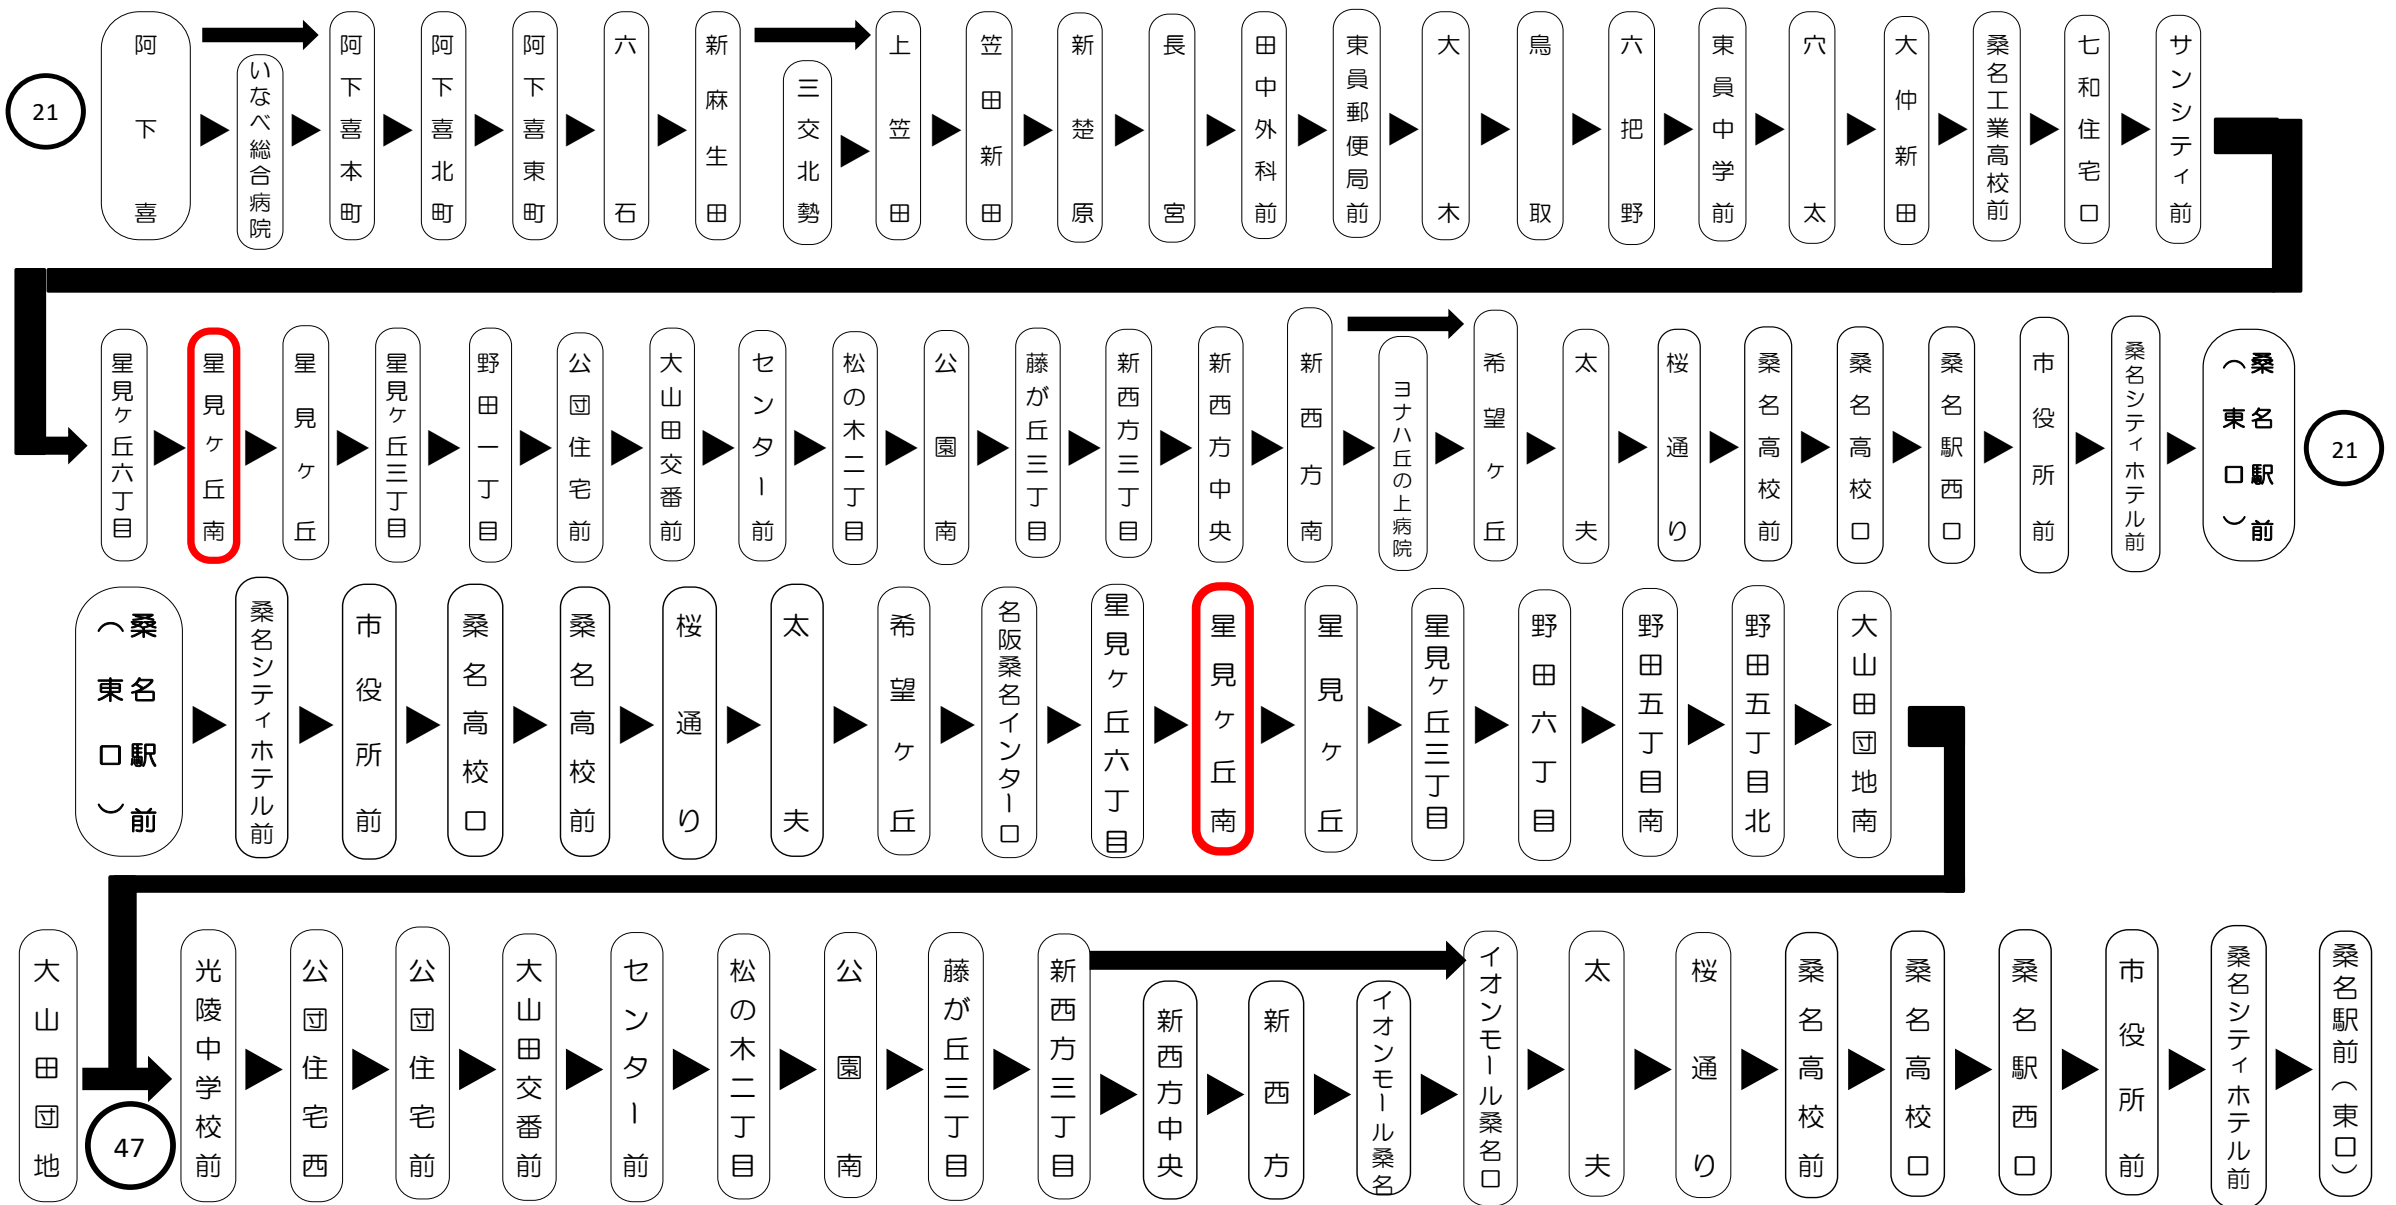 21
阿下喜
いなべ総合病院
阿下喜本町
阿下喜北町
阿下喜東町
六石
新麻生田
三交北勢
上笠田
笠田新田
新楚原
長宮
田中外科前
東員郵便局前
大木
鳥取
六把野
東員中学前
穴太
大仲新田
桑名工業高校前
七和住宅口
サンシティ前
星見ヶ丘六丁目
星見ヶ丘南
星見ヶ丘
星見ヶ丘三丁目
野田一丁目
公団住宅前
大山田交番前
センター前
松の木二丁目
公園南
藤が丘三丁目
新西方三丁目
新西方中央
新西方南
ヨナハ丘の上病院
希望ヶ丘
太夫
桜通り
桑名高校前
桑名高校口
桑名駅西口
市役所前
桑名シティホテル前
桑名駅前
（東口）
21
桑名駅前
（東口）
桑名シティホテル前
市役所前
桑名高校口
桑名高校前
桜通り
太夫
希望ヶ丘
名阪桑名インター口
星見ヶ丘六丁目
星見ヶ丘南
星見ヶ丘
星見ヶ丘三丁目
野田六丁目
野田五丁目南
野田五丁目北
大山田団地南
大山田団地
47
光陵中学校前
公団住宅西
公団住宅前
大山田交番前
センター前
松の木二丁目
公園南
藤が丘三丁目
新西方三丁目
新西方中央
新西方
イオンモール桑名
イオンモール桑名口
太夫
桜通り
桑名高校前
桑名高校口
桑名駅西口
市役所前
桑名シティホテル前
桑名駅前（東口）